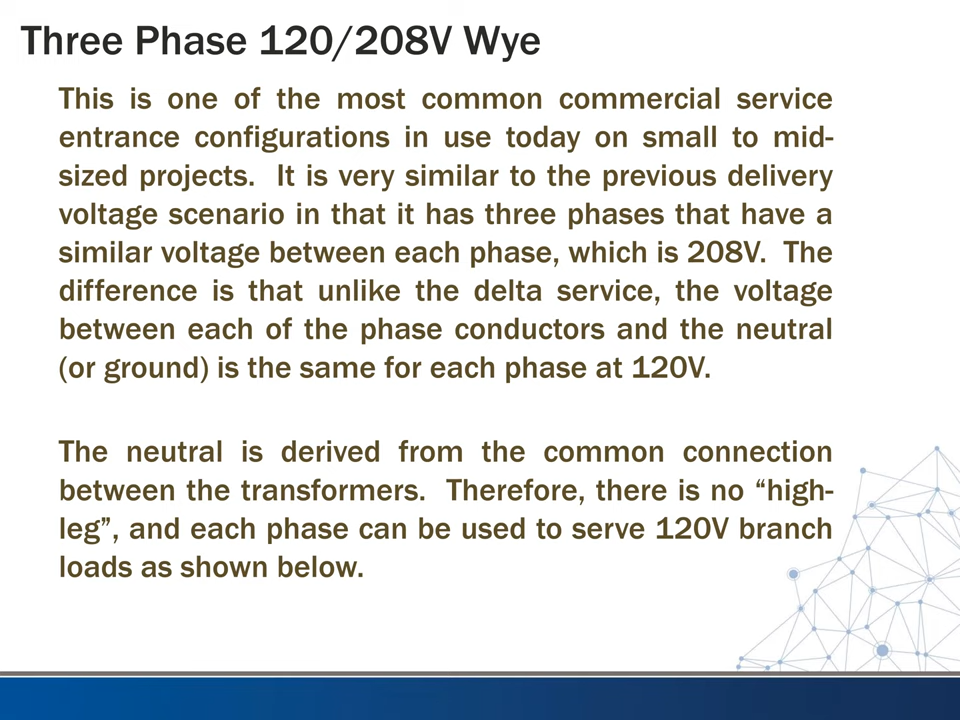 Three Phase 120/208V Wye
This is one of the most common commercial service
entrance configurations in use today on small to mid-
sized projects.  It is very similar to the previous delivery
voltage scenario in that it has three phases that have a
similar voltage between each phase, which is 208V.  The
difference is that unlike the delta service, the voltage
between each of the phase conductors and the neutral
(or ground) is the same for each phase at 120V.
The neutral is derived from the common connection
between the transformers.  Therefore, there is no “high-
leg”, and each phase can be used to serve 120V branch
loads as shown below.